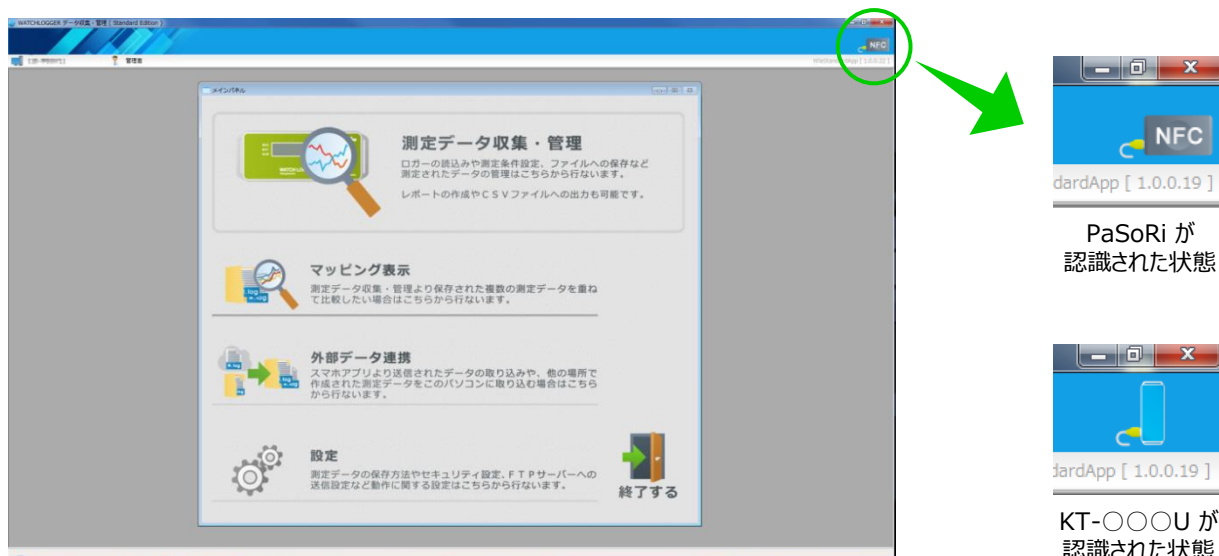 WATCHLOGGER データ収集・管理 ( Standard Edition )
NFC
管理者
メインパネル
測定データ収集・管理
ロガーの読込みや測定条件設定、ファイルへの保存など
測定されたデータの管理はこちらから行ないます。
レポートの作成やCSVファイルへの出力も可能です。
マッピング表示
測定データ収集・管理より保存された複数の測定データを重ね
て比較したい場合はこちらから行ないます。
外部データ連携
スマホアプリより送信されたデータの取り込みや、他の場所で
作成された測定データをこのパソコンに取り込む場合はこちら
から行ないます。
設定
測定データの保存方法やセキュリティ設定、FTPサーバーへの
送信設定など動作に関する設定はこちらから行ないます。
終了する
NFC
dardApp [ 1.0.0.19 ]
PaSoRi が
認識された状態
dardApp [ 1.0.0.19 ]
KT-○○○U が
認識された状態